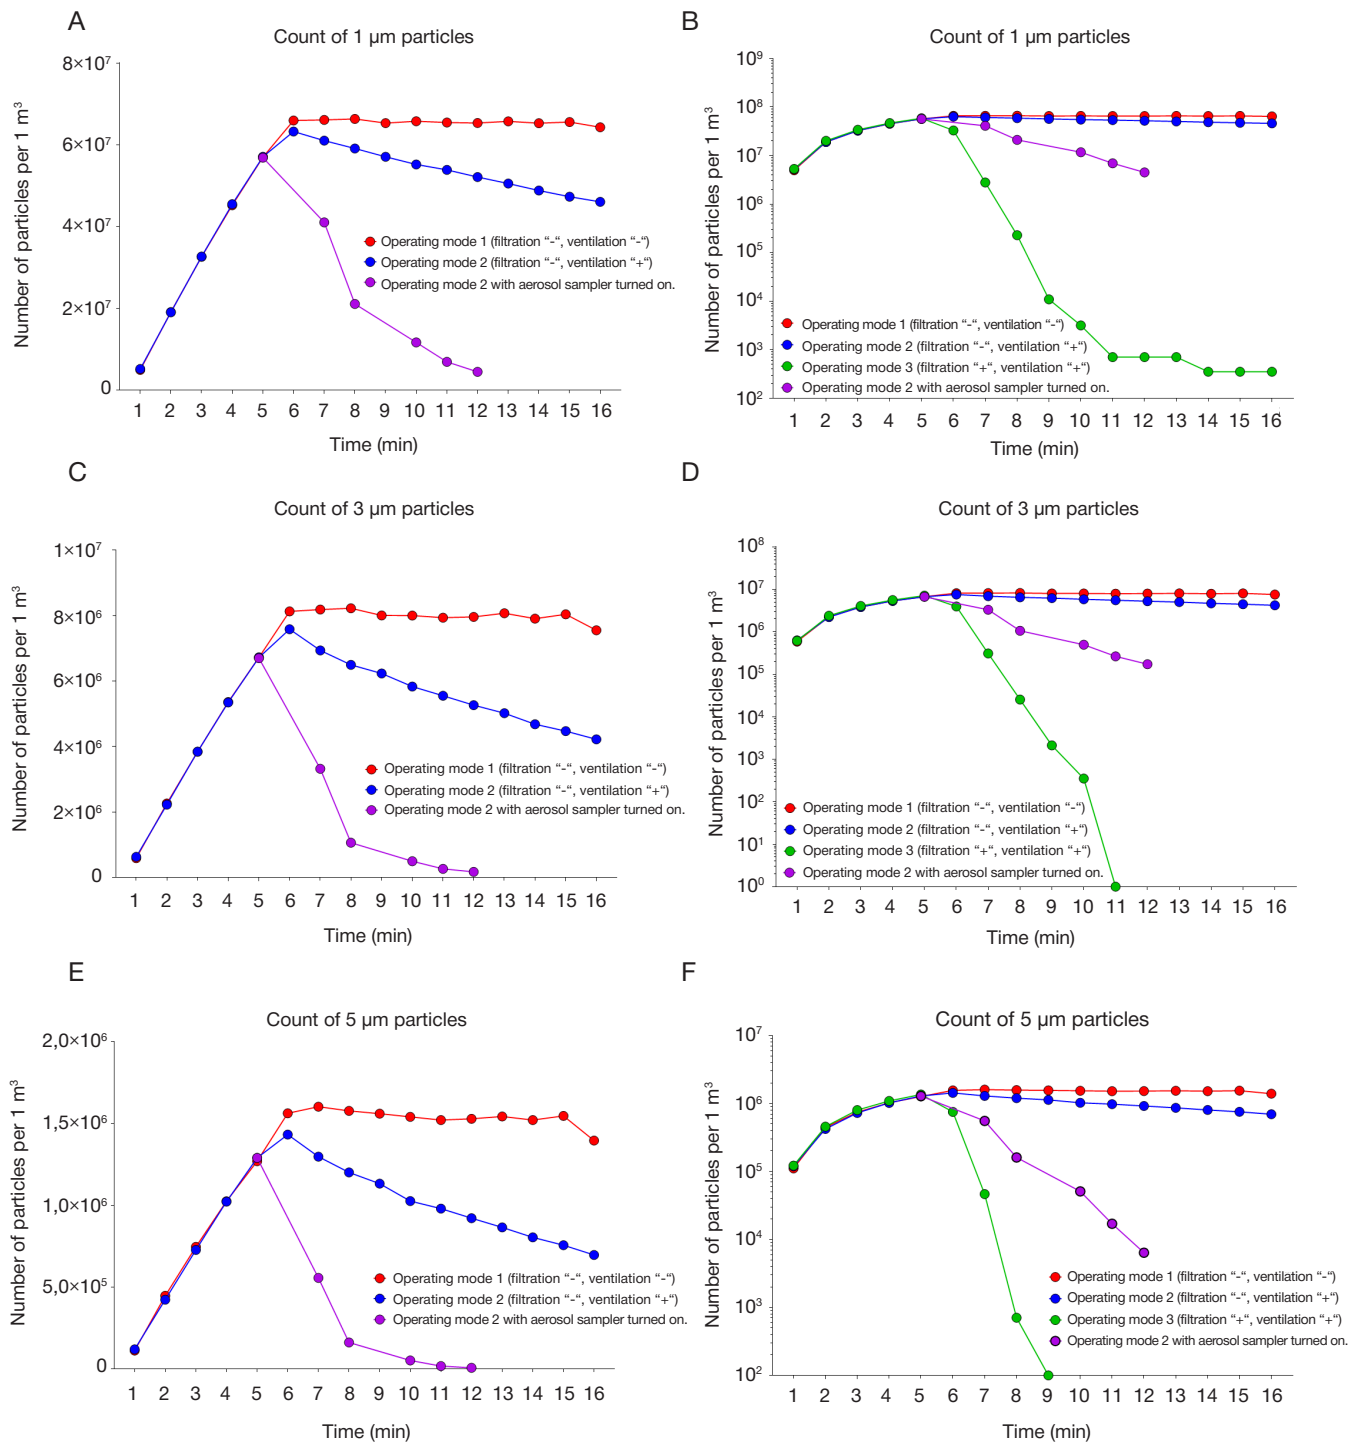 A
Count of 1 µm particles
Number of particles per 1 m³
8×10⁷
6×10⁷
4×10⁷
2×10⁷
0
Operating mode 1 (filtration “-“, ventilation “-“)
Operating mode 2 (filtration “-“, ventilation “+“)
Operating mode 2 with aerosol sampler turned on.
1 2 3 4 5 6 7 8 9 10 11 12 13 14 15 16
Time (min)
B
Count of 1 µm particles
Number of particles per 1 m³
10⁹
10⁸
10⁷
10⁶
10⁵
10⁴
10³
10²
Operating mode 1 (filtration “-“, ventilation “-“)
Operating mode 2 (filtration “-“, ventilation “+“)
Operating mode 3 (filtration “+“, ventilation “+“)
Operating mode 2 with aerosol sampler turned on.
1 2 3 4 5 6 7 8 9 10 11 12 13 14 15 16
Time (min)
C
Count of 3 µm particles
Number of particles per 1 m³
1×10⁷
8×10⁶
6×10⁶
4×10⁶
2×10⁶
0
Operating mode 1 (filtration “-“, ventilation “-“)
Operating mode 2 (filtration “-“, ventilation “+“)
Operating mode 2 with aerosol sampler turned on.
1 2 3 4 5 6 7 8 9 10 11 12 13 14 15 16
Time (min)
D
Count of 3 µm particles
Number of particles per 1 m³
10⁸
10⁷
10⁶
10⁵
10⁴
10³
10²
10¹
10⁰
Operating mode 1 (filtration “-“, ventilation “-“)
Operating mode 2 (filtration “-“, ventilation “+“)
Operating mode 3 (filtration “+“, ventilation “+“)
Operating mode 2 with aerosol sampler turned on.
1 2 3 4 5 6 7 8 9 10 11 12 13 14 15 16
Time (min)
E
Count of 5 µm particles
Number of particles per 1 m³
2,0×10⁶
1,5×10⁶
1,0×10⁶
5,0×10⁵
0
Operating mode 1 (filtration “-“, ventilation “-“)
Operating mode 2 (filtration “-“, ventilation “+“)
Operating mode 2 with aerosol sampler turned on.
1 2 3 4 5 6 7 8 9 10 11 12 13 14 15 16
Time (min)
F
Count of 5 µm particles
Number of particles per 1 m³
10⁷
10⁶
10⁵
10⁴
10³
10²
Operating mode 1 (filtration “-“, ventilation “-“)
Operating mode 2 (filtration “-“, ventilation “+“)
Operating mode 3 (filtration “+“, ventilation “+“)
Operating mode 2 with aerosol sampler turned on.
1 2 3 4 5 6 7 8 9 10 11 12 13 14 15 16
Time (min)